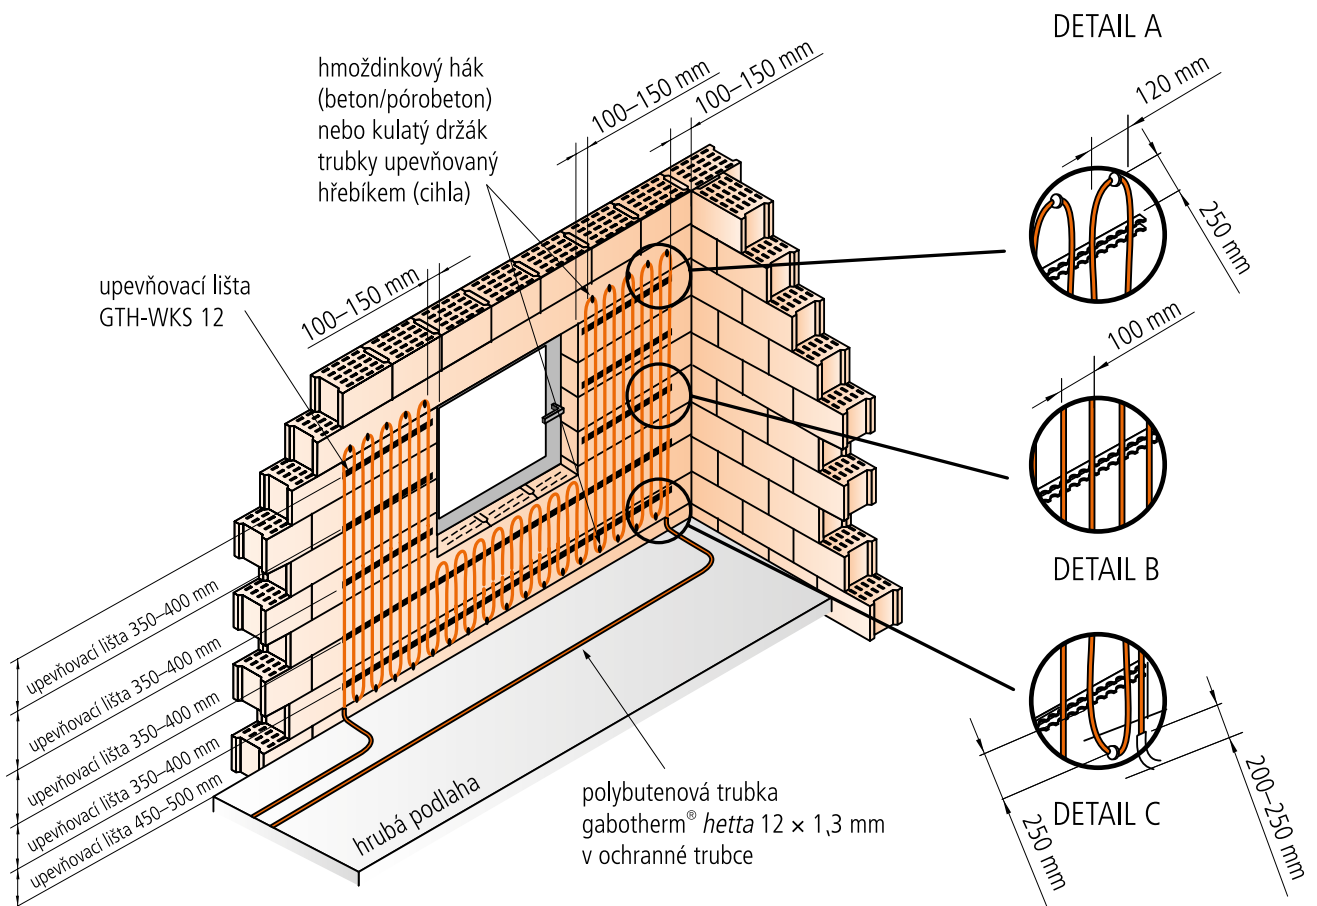 DETAIL A
hmoždinkový hák
(beton/pórobeton)
nebo kulatý držák
trubky upevňovaný
hřebíkem (cihla)
100–150 mm
100–150 mm
120 mm
250 mm
upevňovací lišta
GTH-WKS 12
100–150 mm
100 mm
DETAIL B
upevňovací lišta 350–400 mm
upevňovací lišta 350–400 mm
upevňovací lišta 350–400 mm
upevňovací lišta 350–400 mm
upevňovací lišta 450–500 mm
hrubá podlaha
polybutenová trubka
gabotherm® hetta 12 × 1,3 mm
v ochranné trubce
DETAIL C
250 mm
200–250 mm